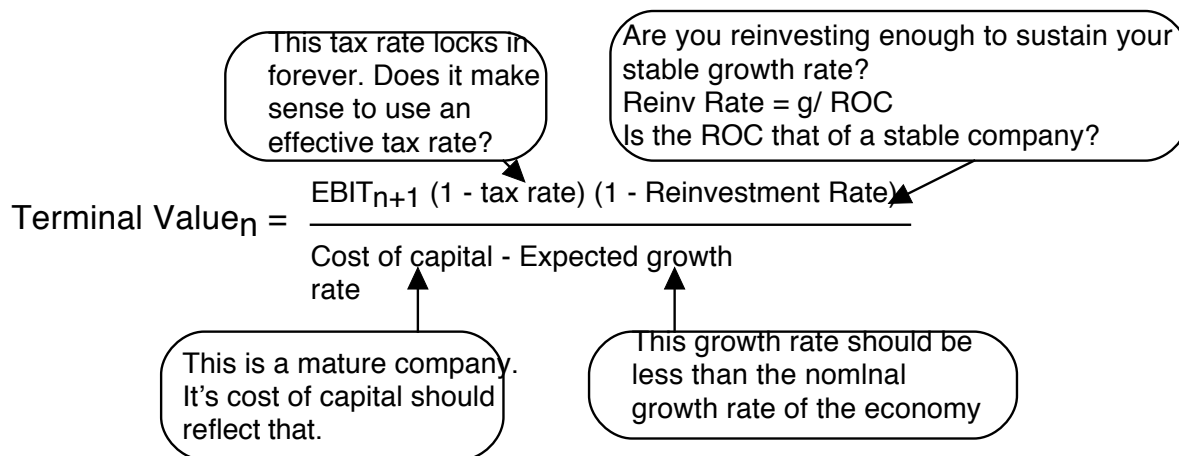 This tax rate locks in
forever. Does it make
sense to use an
effective tax rate?
Are you reinvesting enough to sustain your
stable growth rate?
Reinv Rate = g/ ROC
Is the ROC that of a stable company?
Terminal Valuen =
EBITn+1 (1 - tax rate) (1 - Reinvestment Rate)
Cost of capital - Expected growth
rate
This is a mature company.
It’s cost of capital should
reflect that.
This growth rate should be
less than the nomlnal
growth rate of the economy